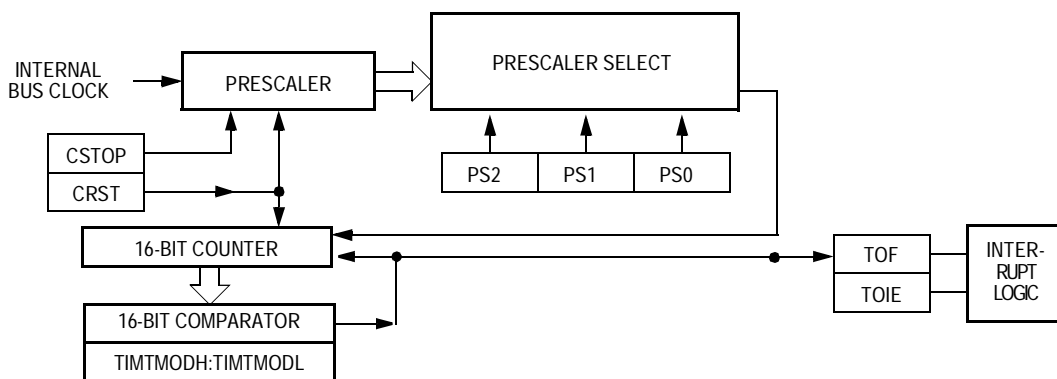 INTERNAL
BUS CLOCK
PRESCALER
PRESCALER SELECT
CSTOP
CRST
PS2
PS1
PS0
16-BIT COUNTER
16-BIT COMPARATOR
TIMTMODH:TIMTMODL
TOF
TOIE
INTER-
RUPT
LOGIC